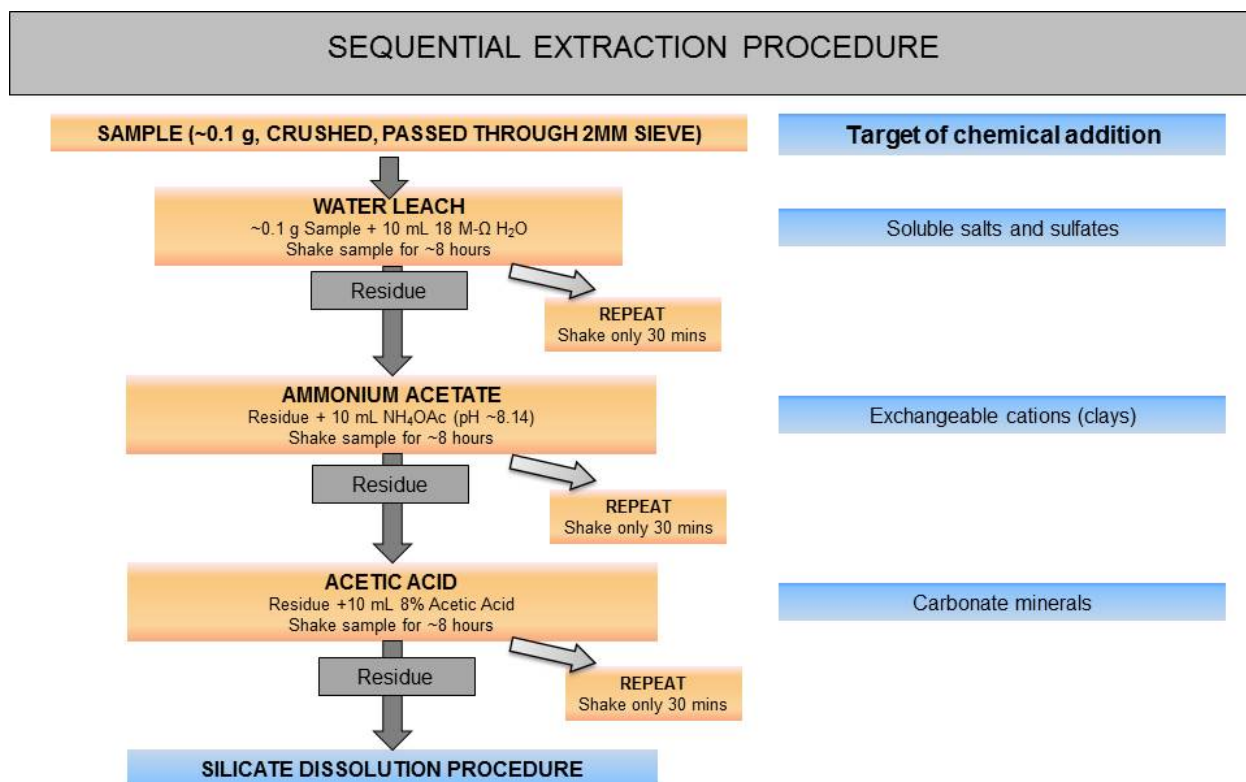 SEQUENTIAL EXTRACTION PROCEDURE
SAMPLE (~0.1 g, CRUSHED, PASSED THROUGH 2MM SIEVE)
Target of chemical addition
WATER LEACH
~0.1 g Sample + 10 mL 18 M-Ω H₂O
Shake sample for ~8 hours
Soluble salts and sulfates
Residue
REPEAT
Shake only 30 mins
AMMONIUM ACETATE
Residue + 10 mL NH₄OAc (pH ~8.14)
Shake sample for ~8 hours
Exchangeable cations (clays)
Residue
REPEAT
Shake only 30 mins
ACETIC ACID
Residue +10 mL 8% Acetic Acid
Shake sample for ~8 hours
Carbonate minerals
Residue
REPEAT
Shake only 30 mins
SILICATE DISSOLUTION PROCEDURE